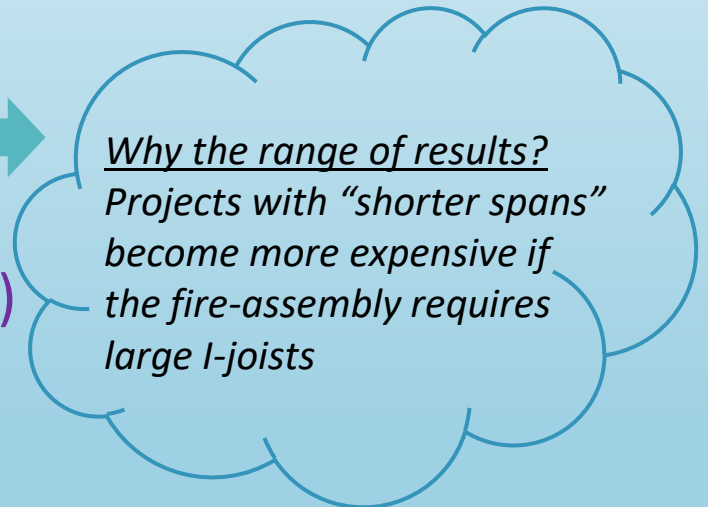 Why the range of results?
Projects with “shorter spans”
become more expensive if
)
the fire-assembly requires
large I-joists